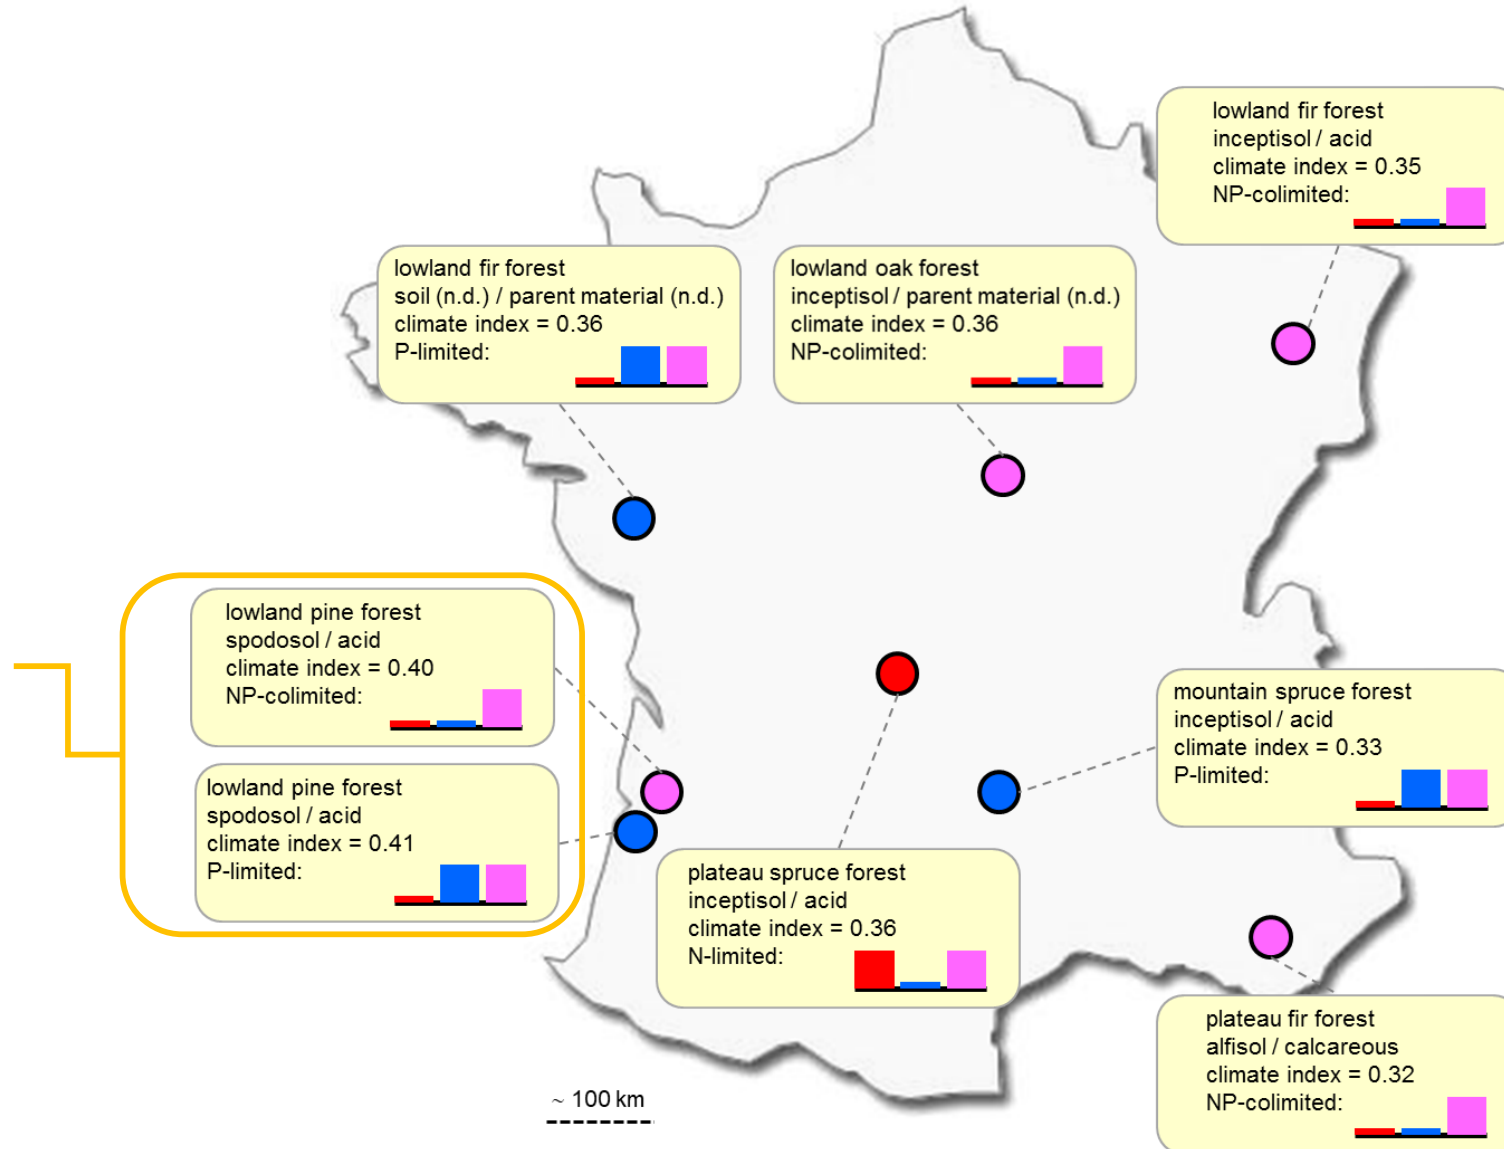 lowland fir forest
inceptisol / acid
climate index = 0.35
NP-colimited:
lowland fir forest
soil (n.d.) / parent material (n.d.)
climate index = 0.36
P-limited:
lowland oak forest
inceptisol / parent material (n.d.)
climate index = 0.36
NP-colimited:
lowland pine forest
spodosol / acid
climate index = 0.40
NP-colimited:
lowland pine forest
spodosol / acid
climate index = 0.41
P-limited:
mountain spruce forest
inceptisol / acid
climate index = 0.33
P-limited:
plateau spruce forest
inceptisol / acid
climate index = 0.36
N-limited:
plateau fir forest
alfisol / calcareous
climate index = 0.32
NP-colimited:
~ 100 km